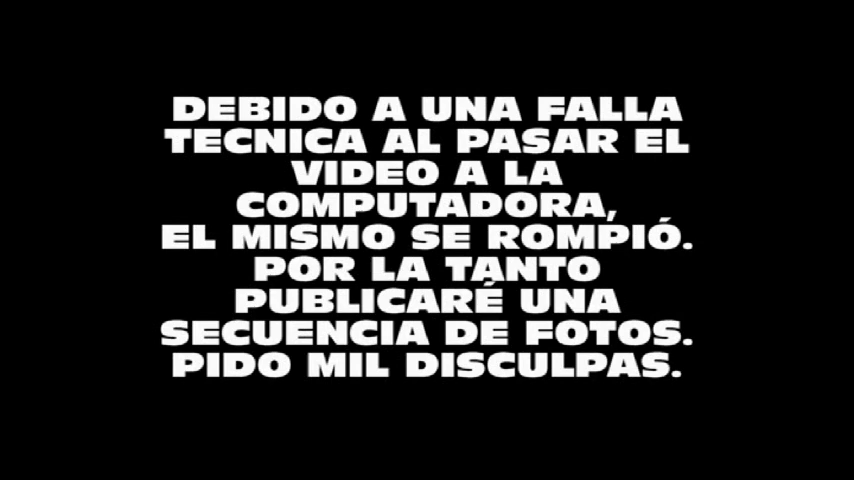 DEBIDO A UNA FALLA
TECNICA AL PASAR EL
VIDEO A LA
COMPUTADORA,
EL MISMO SE ROMPIÓ.
POR LA TANTO
PUBLICARÉ UNA
SECUENCIA DE FOTOS.
PIDO MIL DISCULPAS.